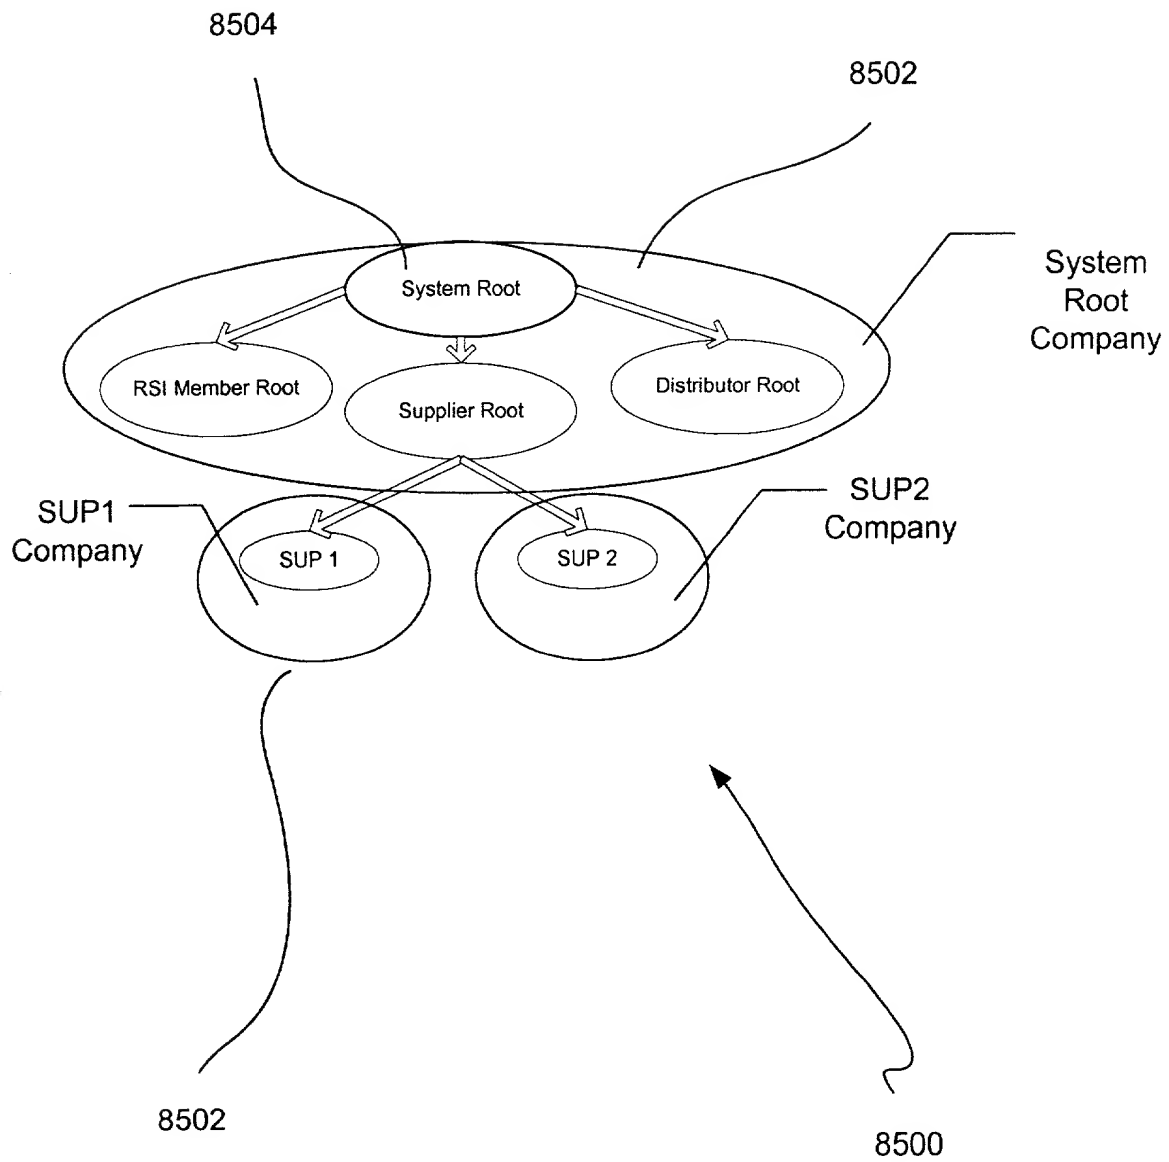 8504
8502
System Root
System
Root
Company
RSI Member Root
Supplier Root
Distributor Root
SUP1
Company
SUP2
Company
SUP 1
SUP 2
8502
8500